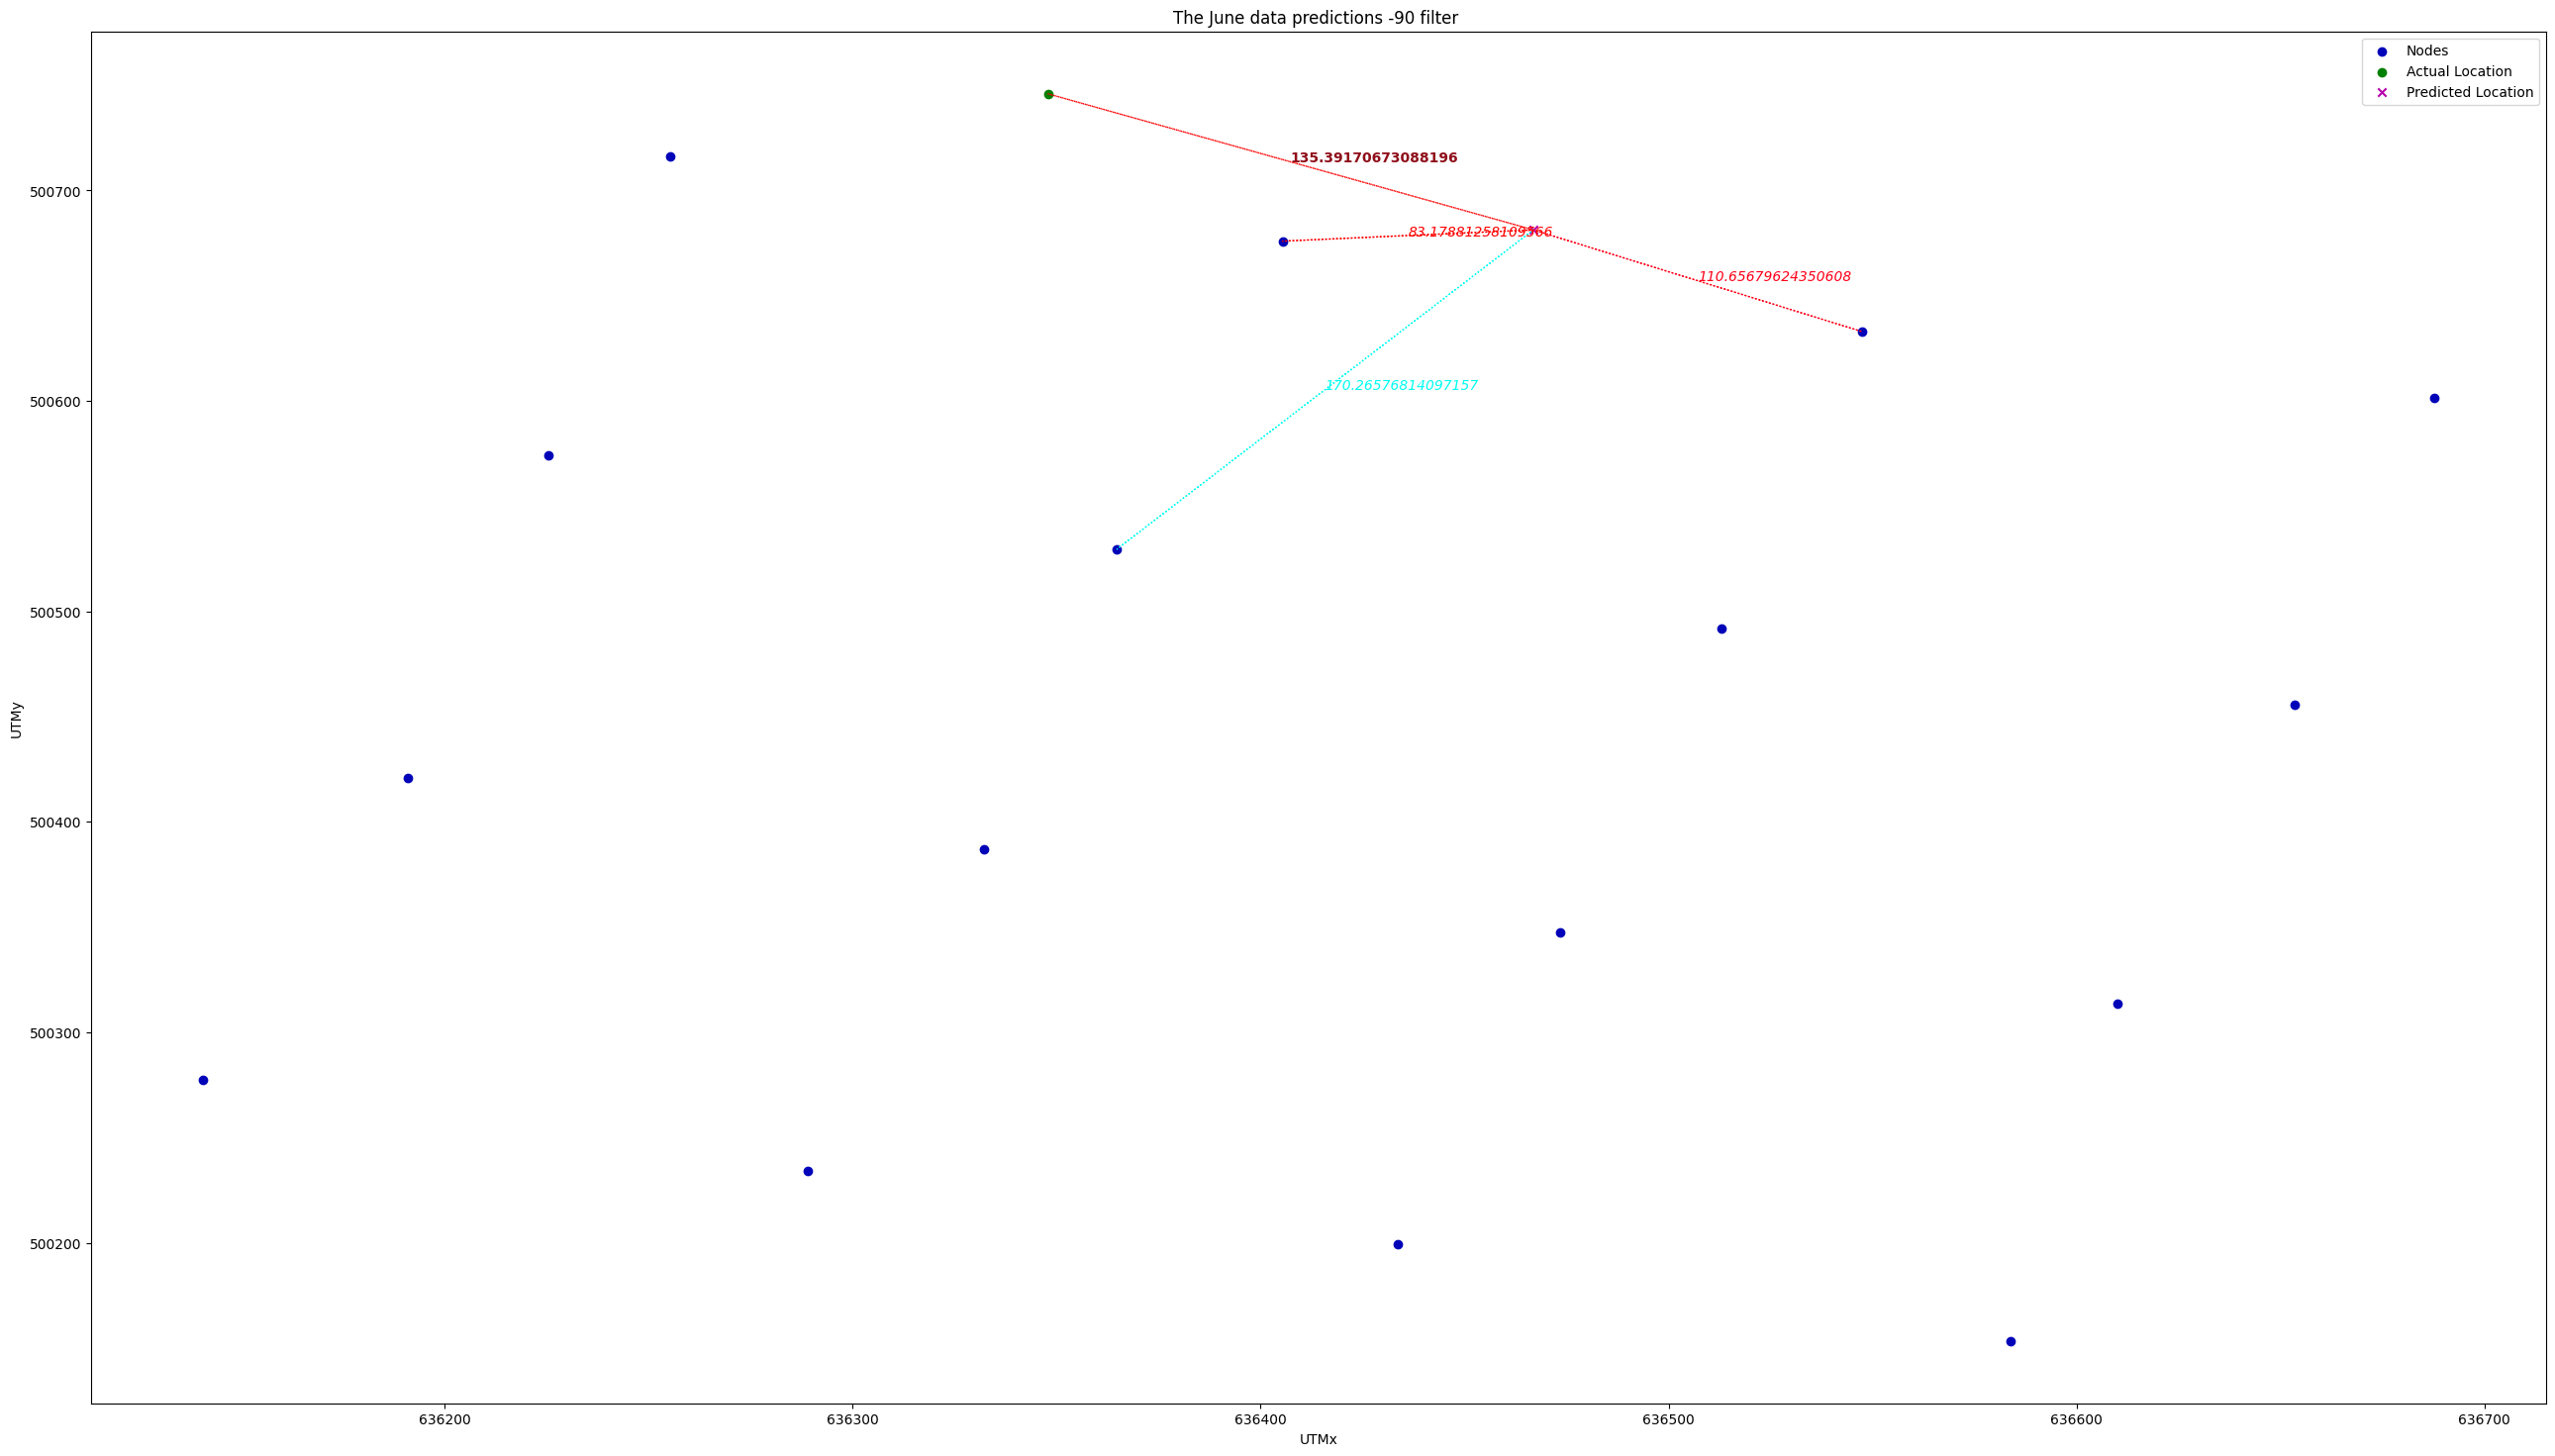 The June data predictions -90 filter
Nodes
Actual Location
Predicted Location
135.39170673088196
110.65679624350608
170.26576814097157
500700
500600
500500
500400
500300
500200
UTMy
636200
636300
636400
636500
636600
636700
UTMx